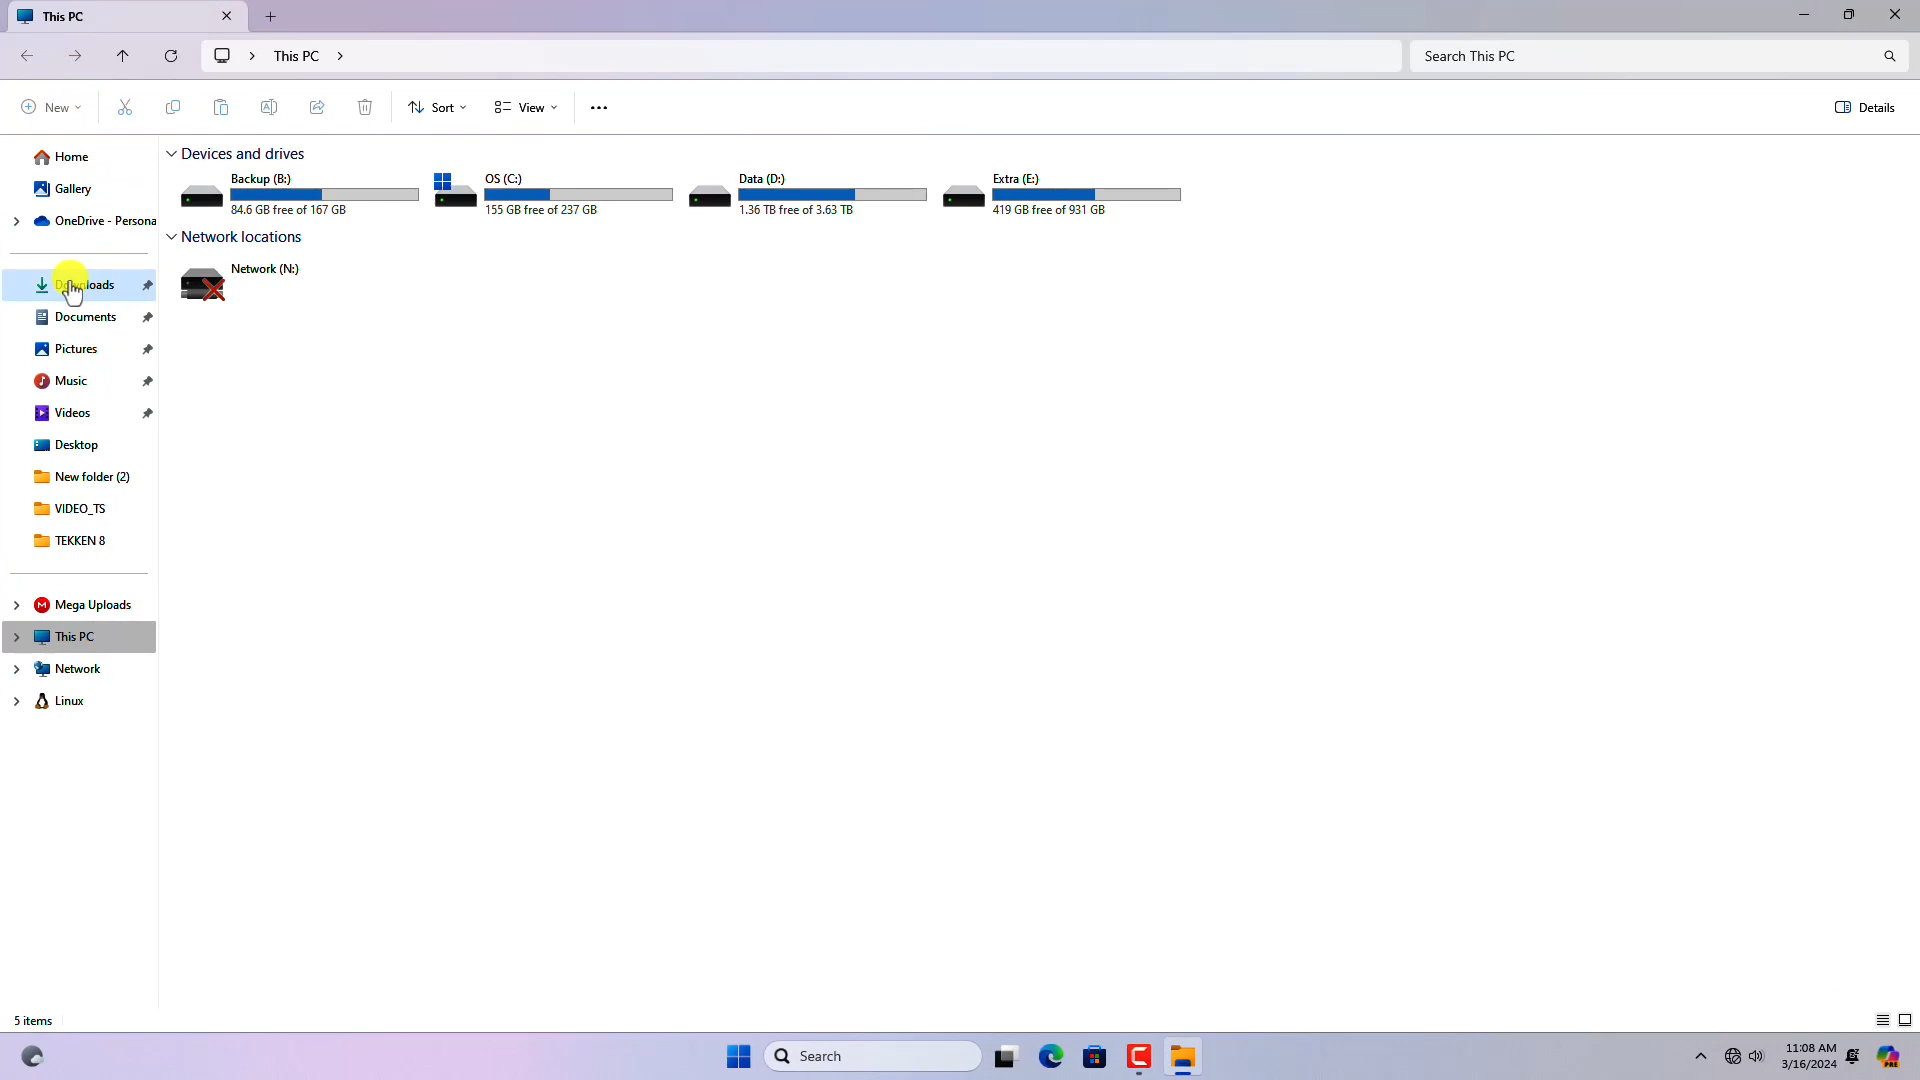 This PC
This PC
Search This PC
New
Sort
View
Details
Home
Gallery
OneDrive - Persona
Downloads
Documents
Pictures
Music
Videos
Desktop
New folder (2)
VIDEO_TS
TEKKEN 8
Mega Uploads
This PC
Network
Linux
Devices and drives
Backup (B:)
84.6 GB free of 167 GB
OS (C:)
155 GB free of 237 GB
Data (D:)
1.36 TB free of 3.63 TB
Extra (E:)
419 GB free of 931 GB
Network locations
Network (N:)
5 items
Search
11:08 AM
3/16/2024
PRE